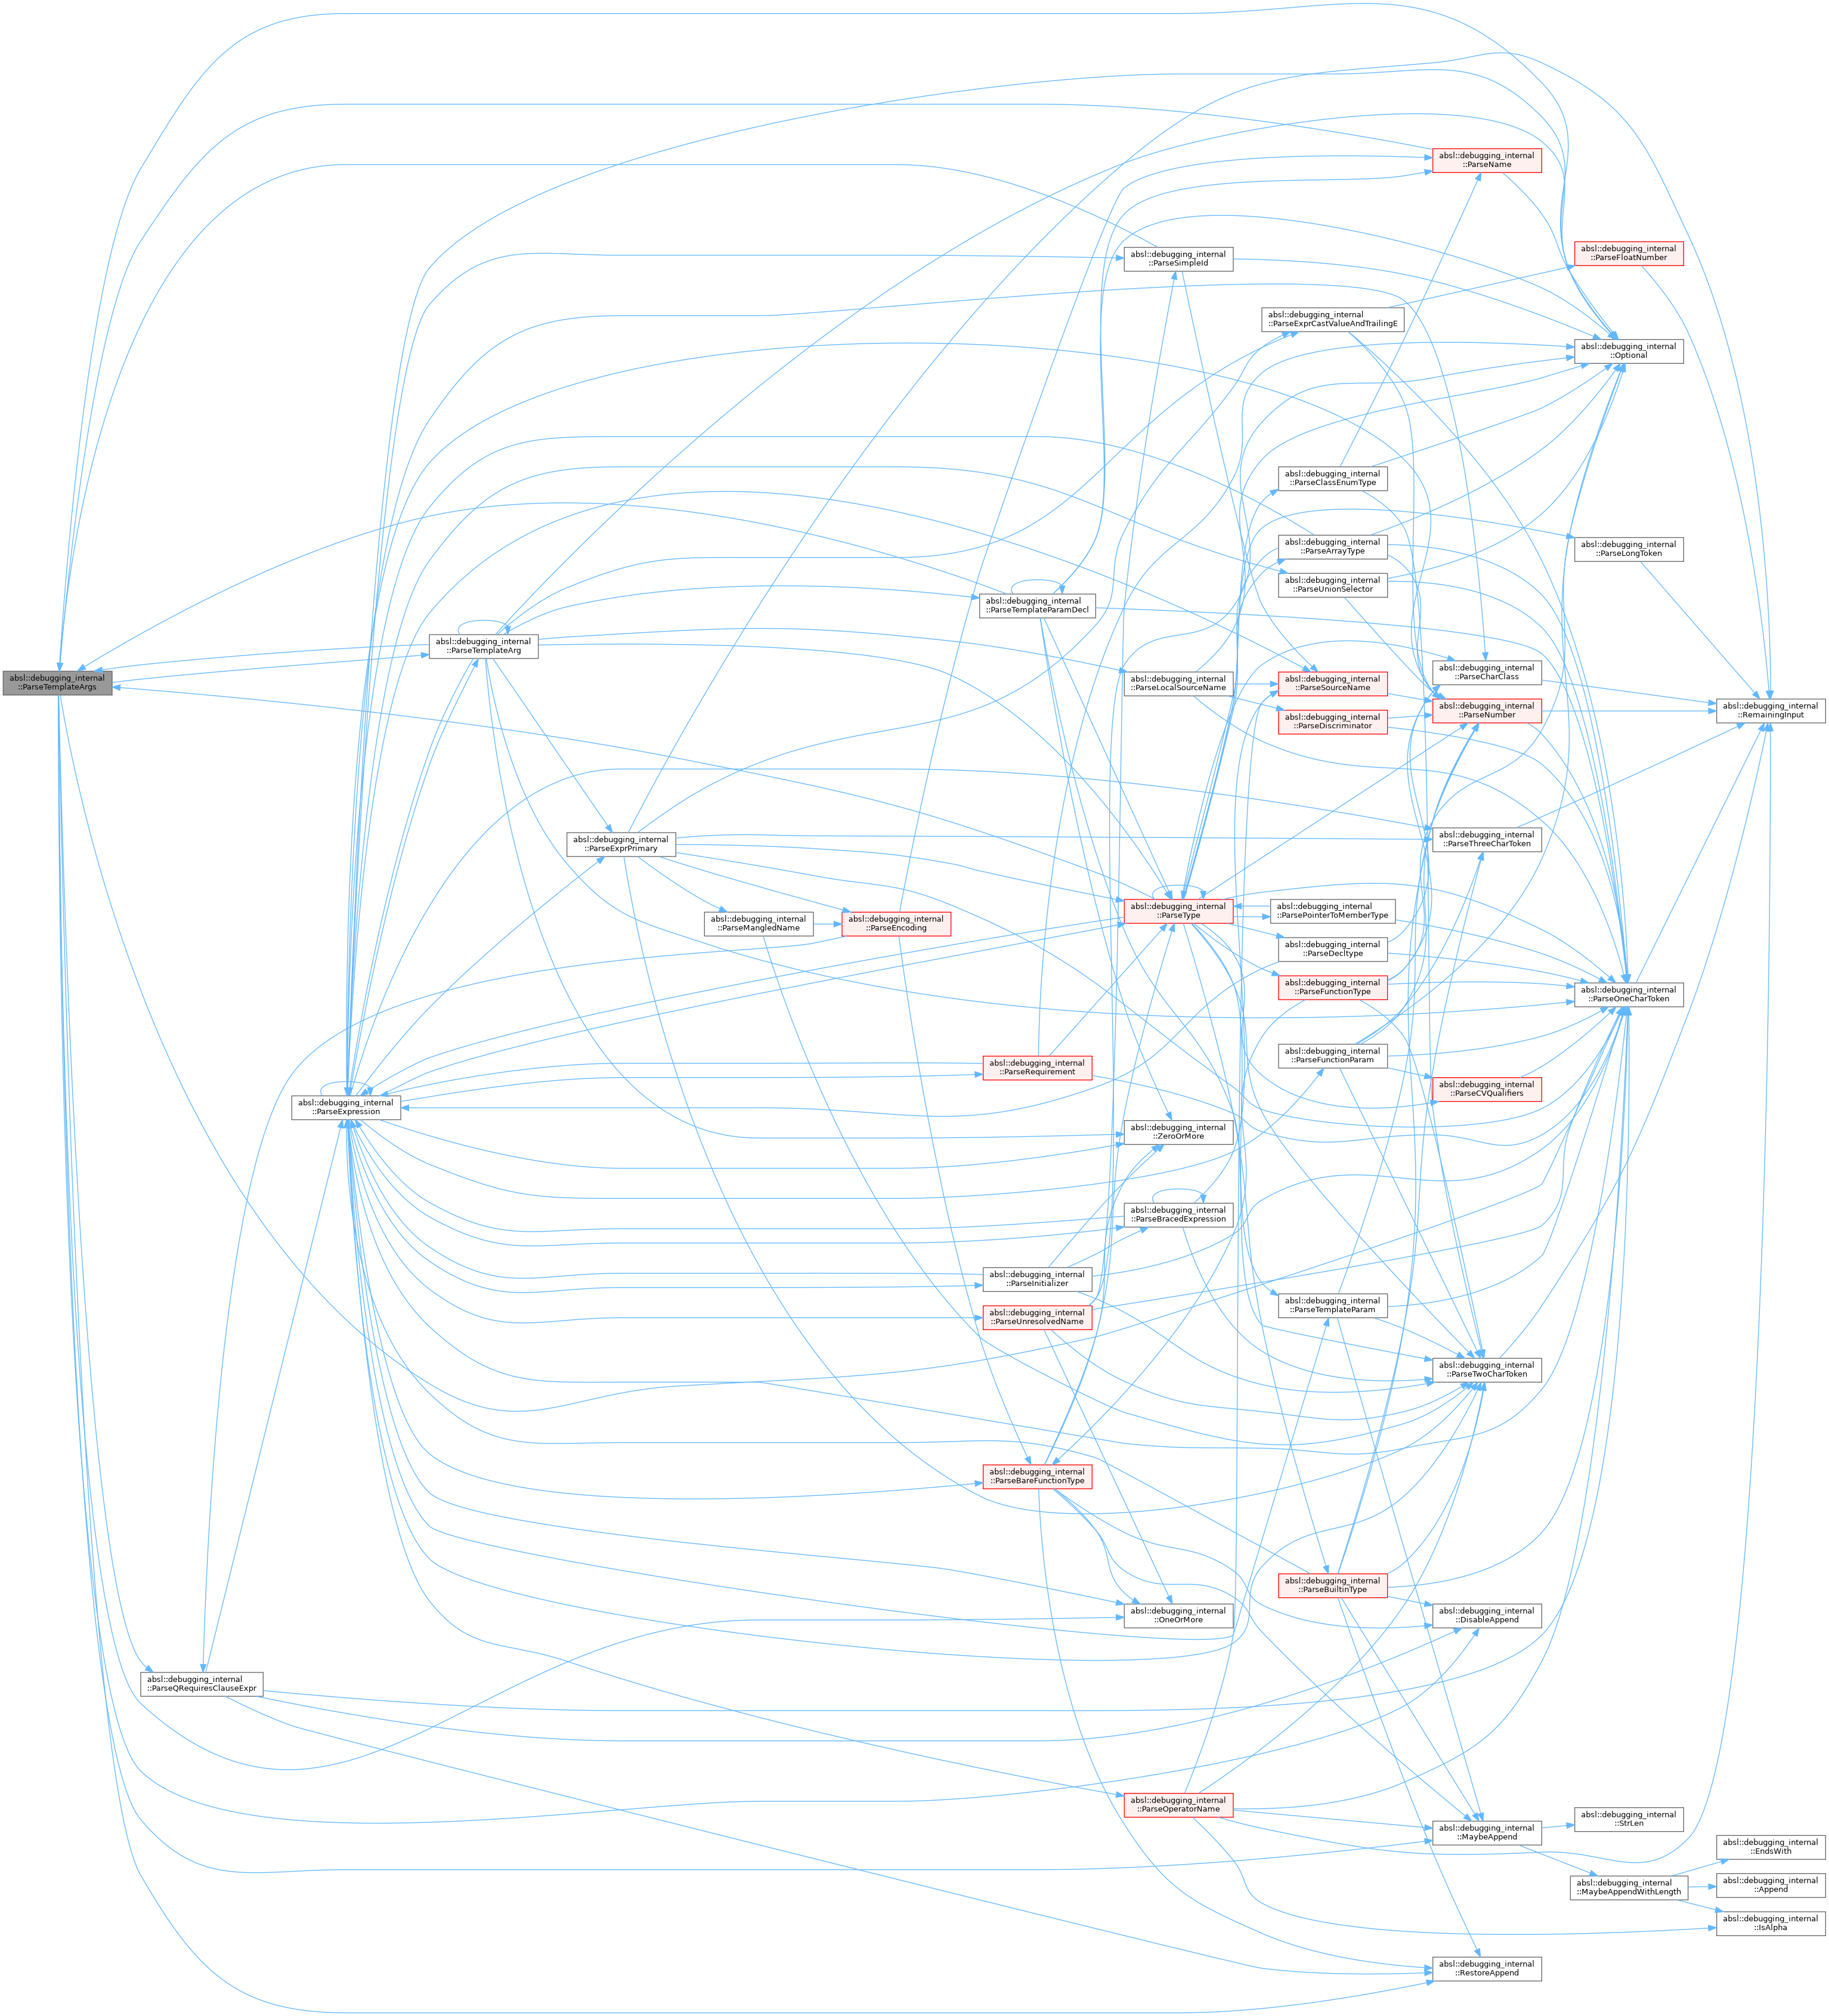 absl::debugging_internal
::ParseTemplateArgs
absl::debugging_internal
::ParseQRequiresClauseExpr
absl::debugging_internal
::ParseExpression
absl::debugging_internal
::ParseTemplateArg
absl::debugging_internal
::ParseExprPrimary
absl::debugging_internal
::ParseMangledName
absl::debugging_internal
::ParseEncoding
absl::debugging_internal
::ParseTemplateParamDecl
absl::debugging_internal
::ParseRequirement
absl::debugging_internal
::ParseInitializer
absl::debugging_internal
::ParseUnresolvedName
absl::debugging_internal
::ParseBareFunctionType
absl::debugging_internal
::ParseSimpleId
absl::debugging_internal
::ParseLocalSourceName
absl::debugging_internal
::ParseType
absl::debugging_internal
::ZeroOrMore
absl::debugging_internal
::ParseBracedExpression
absl::debugging_internal
::OneOrMore
absl::debugging_internal
::ParseOperatorName
absl::debugging_internal
::ParseExprCastValueAndTrailingE
absl::debugging_internal
::ParseClassEnumType
absl::debugging_internal
::ParseArrayType
absl::debugging_internal
::ParseUnionSelector
absl::debugging_internal
::ParseSourceName
absl::debugging_internal
::ParseDiscriminator
absl::debugging_internal
::ParsePointerToMemberType
absl::debugging_internal
::ParseDecltype
absl::debugging_internal
::ParseFunctionType
absl::debugging_internal
::ParseFunctionParam
absl::debugging_internal
::ParseTemplateParam
absl::debugging_internal
::ParseBuiltinType
absl::debugging_internal
::ParseName
absl::debugging_internal
::ParseCharClass
absl::debugging_internal
::ParseNumber
absl::debugging_internal
::ParseThreeCharToken
absl::debugging_internal
::ParseCVQualifiers
absl::debugging_internal
::ParseTwoCharToken
absl::debugging_internal
::DisableAppend
absl::debugging_internal
::MaybeAppend
absl::debugging_internal
::RestoreAppend
absl::debugging_internal
::ParseFloatNumber
absl::debugging_internal
::Optional
absl::debugging_internal
::ParseLongToken
absl::debugging_internal
::ParseOneCharToken
absl::debugging_internal
::StrLen
absl::debugging_internal
::MaybeAppendWithLength
absl::debugging_internal
::RemainingInput
absl::debugging_internal
::EndsWith
absl::debugging_internal
::Append
absl::debugging_internal
::IsAlpha